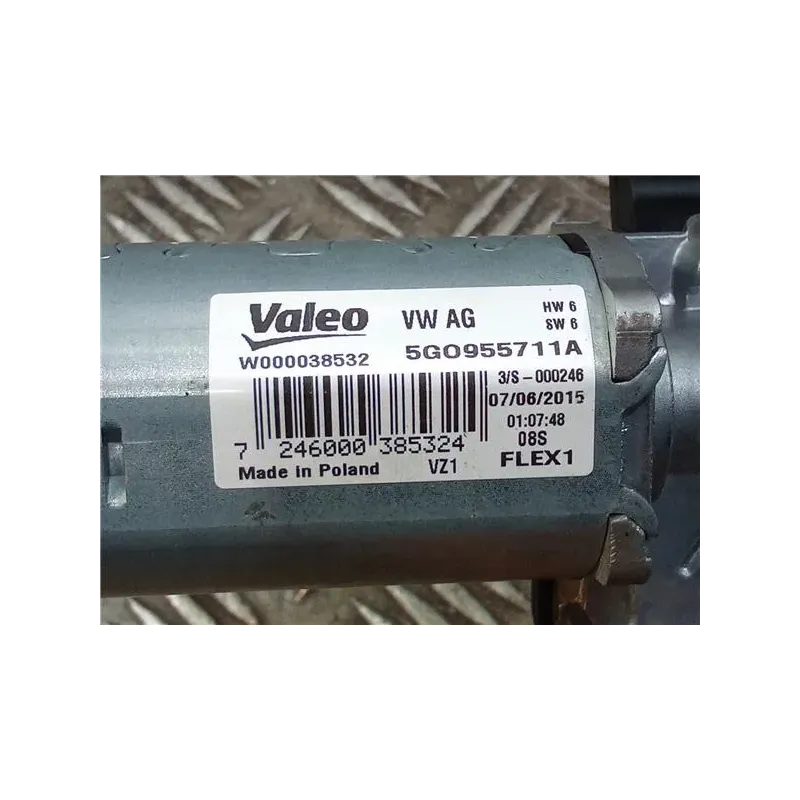 Valeo VW AG HW 6
SW 6
W000038532 5G0955711A
3/S-000246
07/06/2015
01:07:48
7 246000 385324 08S
Made in Poland VZ1 FLEX1